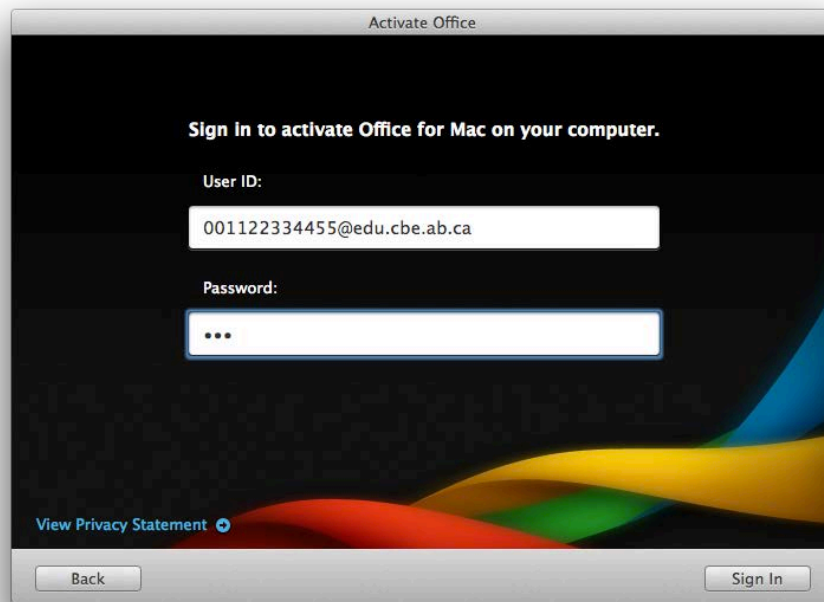 Activate Office
Sign in to activate Office for Mac on your computer.
User ID:
001122334455@edu.cbe.ab.ca
Password:
•••
View Privacy Statement
Back
Sign In